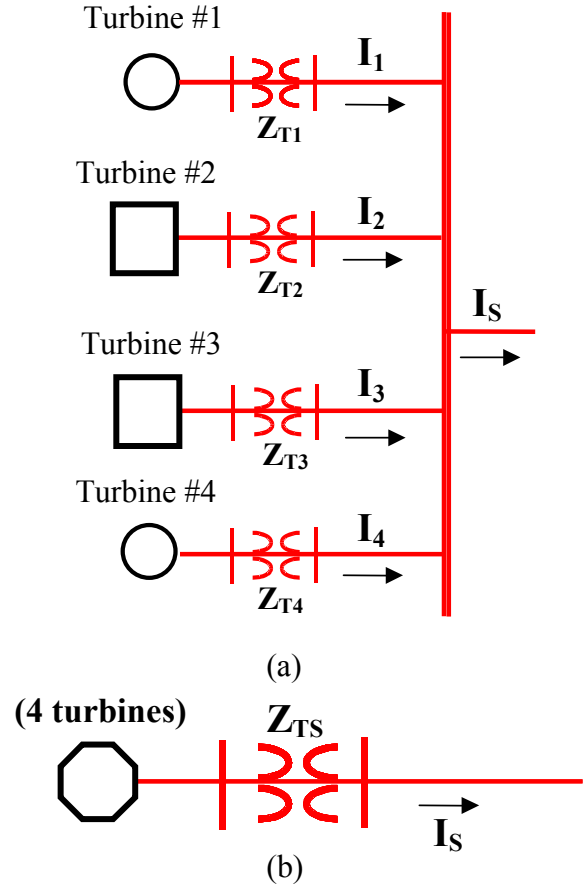 Turbine #1
I1
ZT1
Turbine #2
I2
ZT2
IS
Turbine #3
I3
ZT3
Turbine #4
I4
ZT4
(a)
(4 turbines)
ZTS
IS
(b)